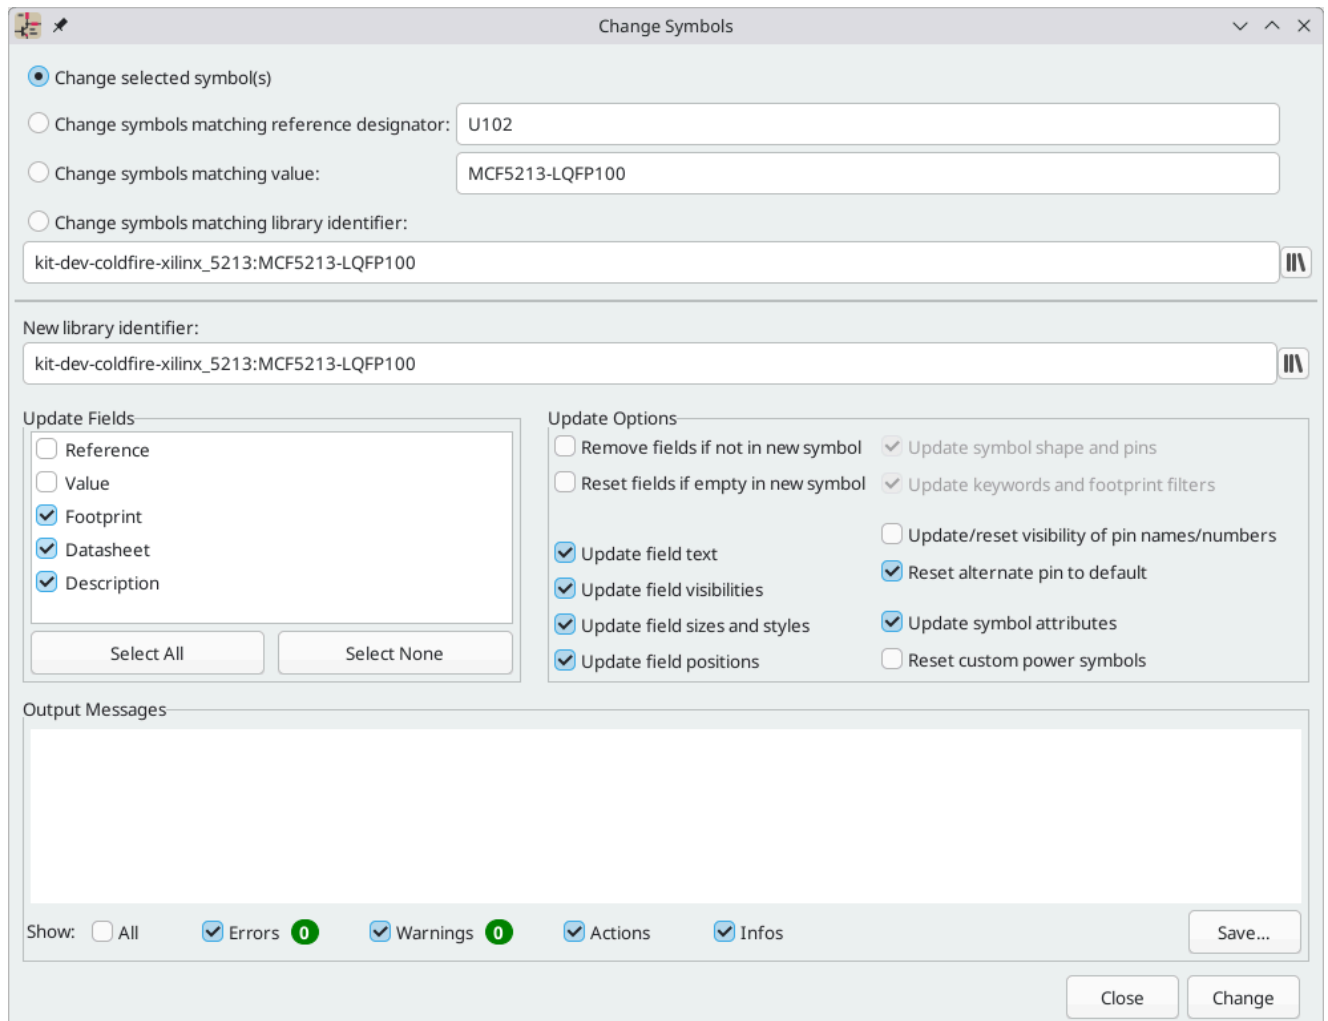 Change Symbols
Change selected symbol(s)
Change symbols matching reference designator: U102
Change symbols matching value: MCF5213-LQFP100
Change symbols matching library identifier:
kit-dev-coldfire-xilinx_5213:MCF5213-LQFP100
New library identifier:
kit-dev-coldfire-xilinx_5213:MCF5213-LQFP100
Update Fields
Reference
Value
Footprint
Datasheet
Description
Select All Select None
Update Options
Remove fields if not in new symbol
Reset fields if empty in new symbol
Update field text
Update field visibilities
Update field sizes and styles
Update field positions
Update symbol shape and pins
Update keywords and footprint filters
Update/reset visibility of pin names/numbers
Reset alternate pin to default
Update symbol attributes
Reset custom power symbols
Output Messages
Show: All Errors 0 Warnings 0 Actions Infos Save...
Close Change